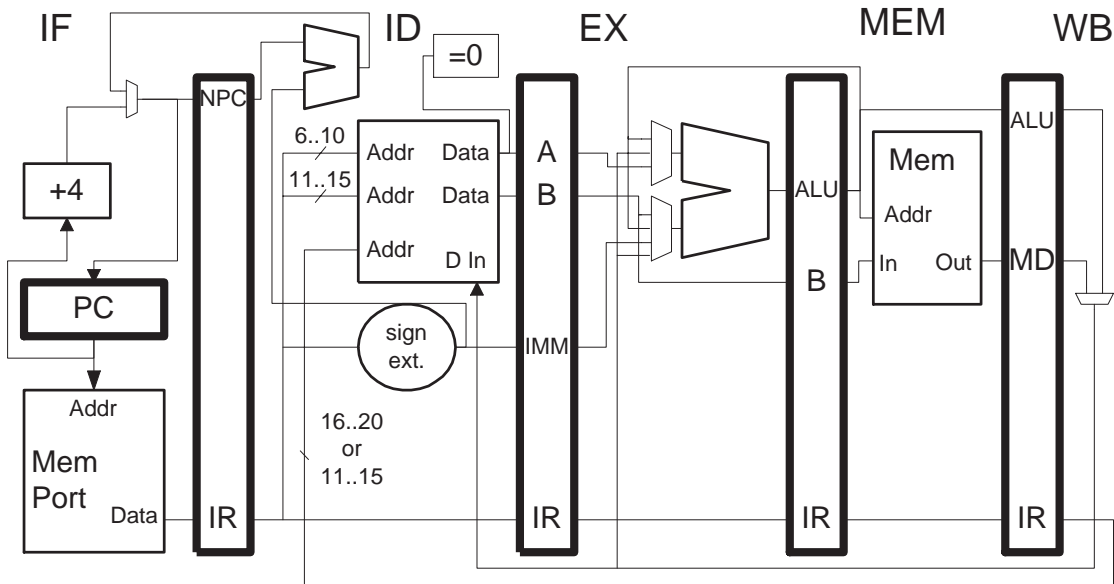 IF
ID
EX
MEM
WB
=0
NPC
+4
PC
Addr
Mem
Port
Data
IR
6..10
11..15
Addr
Data
Addr
Data
Addr
D In
sign
ext.
16..20
or
11..15
A
B
IMM
IR
ALU
B
IR
Mem
Addr
In
Out
ALU
MD
IR